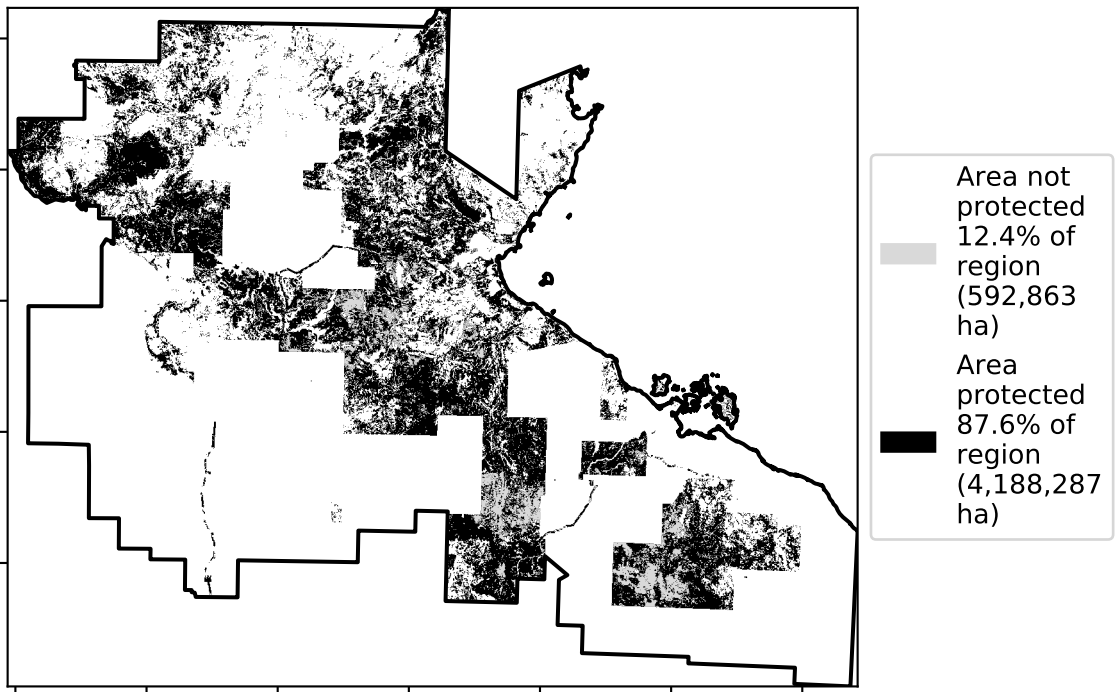 Area not
protected
12.4% of
region
(592,863
ha)
Area
protected
87.6% of
region
(4,188,287
ha)